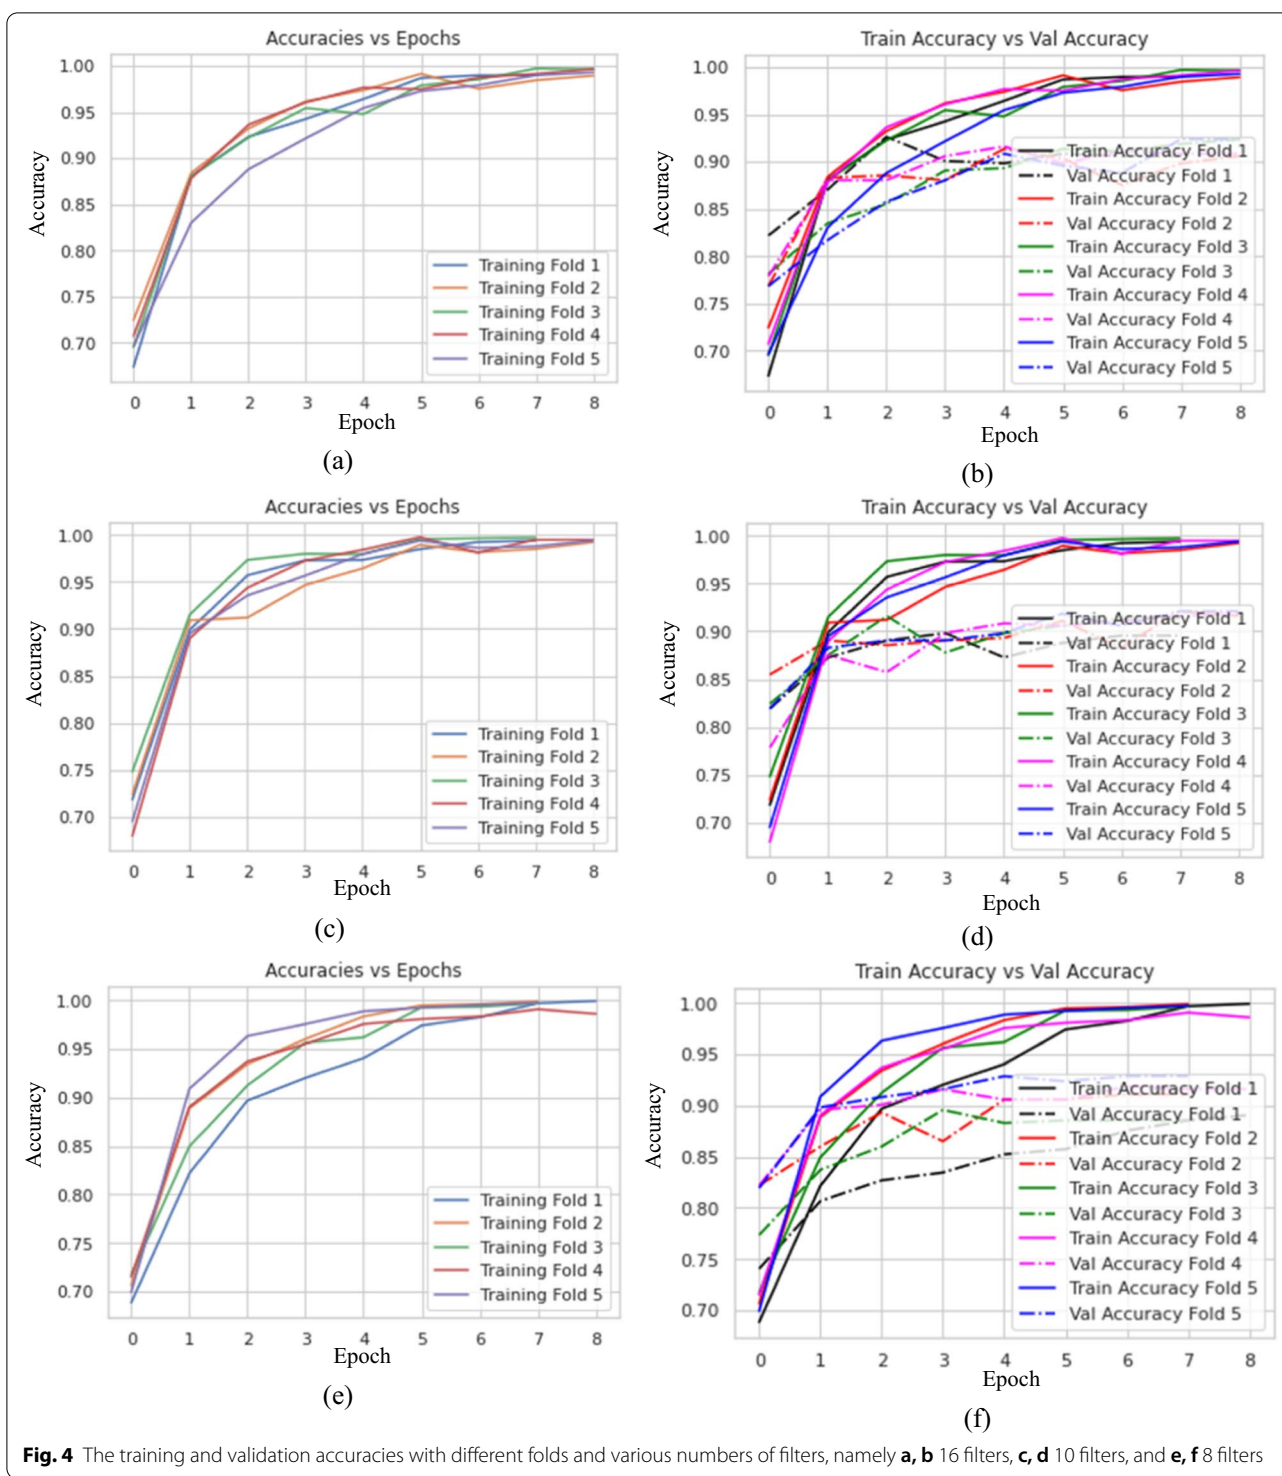 Accuracies vs Epochs
Accuracy
1.00
0.95
0.90
0.85
0.80
0.75
0.70
Training Fold 1
Training Fold 2
Training Fold 3
Training Fold 4
Training Fold 5
0 1 2 3 4 5 6 7 8
Epoch
(a)
Train Accuracy vs Val Accuracy
Accuracy
1.00
0.95
0.90
0.85
0.80
0.75
0.70
Train Accuracy Fold 1
Val Accuracy Fold 1
Train Accuracy Fold 2
Val Accuracy Fold 2
Train Accuracy Fold 3
Val Accuracy Fold 3
Train Accuracy Fold 4
Val Accuracy Fold 4
Train Accuracy Fold 5
Val Accuracy Fold 5
0 1 2 3 4 5 6 7 8
Epoch
(b)
Accuracies vs Epochs
Accuracy
1.00
0.95
0.90
0.85
0.80
0.75
0.70
Training Fold 1
Training Fold 2
Training Fold 3
Training Fold 4
Training Fold 5
0 1 2 3 4 5 6 7 8
Epoch
(c)
Train Accuracy vs Val Accuracy
Accuracy
1.00
0.95
0.90
0.85
0.80
0.75
0.70
Train Accuracy Fold 1
Val Accuracy Fold 1
Train Accuracy Fold 2
Val Accuracy Fold 2
Train Accuracy Fold 3
Val Accuracy Fold 3
Train Accuracy Fold 4
Val Accuracy Fold 4
Train Accuracy Fold 5
Val Accuracy Fold 5
0 1 2 3 4 5 6 7 8
Epoch
(d)
Accuracies vs Epochs
Accuracy
1.00
0.95
0.90
0.85
0.80
0.75
0.70
Training Fold 1
Training Fold 2
Training Fold 3
Training Fold 4
Training Fold 5
0 1 2 3 4 5 6 7 8
Epoch
(e)
Train Accuracy vs Val Accuracy
Accuracy
1.00
0.95
0.90
0.85
0.80
0.75
0.70
Train Accuracy Fold 1
Val Accuracy Fold 1
Train Accuracy Fold 2
Val Accuracy Fold 2
Train Accuracy Fold 3
Val Accuracy Fold 3
Train Accuracy Fold 4
Val Accuracy Fold 4
Train Accuracy Fold 5
Val Accuracy Fold 5
0 1 2 3 4 5 6 7 8
Epoch
(f)
Fig. 4 The training and validation accuracies with different folds and various numbers of filters, namely a, b 16 filters, c, d 10 filters, and e, f 8 filters